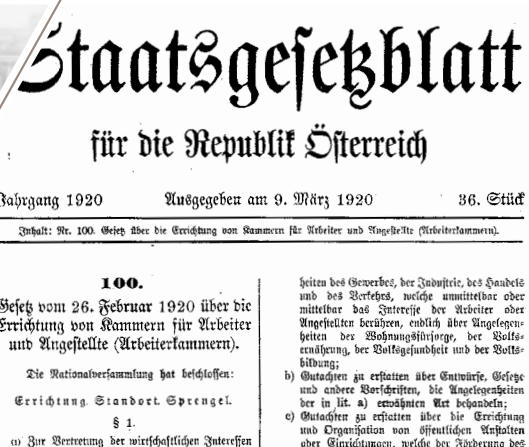 Staatsgesetzblatt
für die Republik Österreich
Jahrgang 1920 Ausgegeben am 9. März 1920 36. Stück
Inhalt: Nr. 100. Gesetz über die Errichtung von Kammern für Arbeiter und Angestellte (Arbeiterkammern).
100.
Gesetz vom 26. Februar 1920 über die
Errichtung von Kammern für Arbeiter
und Angestellte (Arbeiterkammern).
Die Nationalversammlung hat beschlossen:
Errichtung. Standort. Sprengel.
§ 1.
a) Zur Vertretung der wirtschaftlichen Interessen
heiten des Gewerbes, der Industrie, des Handels
und des Verkehrs, welche unmittelbar oder
mittelbar das Interesse der Arbeiter oder
Angestellten berühren, endlich über Angelegen-
heiten der Wohnungsfürsorge, der Volks-
ernährung, der Volksgesundheit und der Volks-
bildung;
b) Gutachten zu erstatten über Entwürfe, Gesetze
und andere Vorschriften, die Angelegenheiten
der in lit. a) erwähnten Art behandeln;
c) Gutachten zu erstatten über die Errichtung
und Organisation von öffentlichen Anstalten
oder Einrichtungen, welche der Förderung des